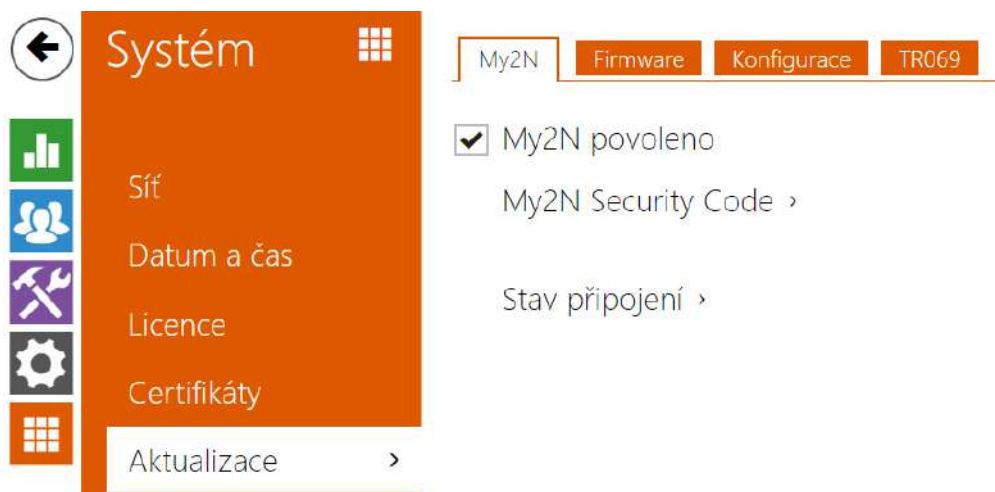 Systém
Síť
Datum a čas
Licence
Certifikáty
Aktualizace
My2N Firmware Konfigurace TR069
My2N povoleno
My2N Security Code
Stav připojení